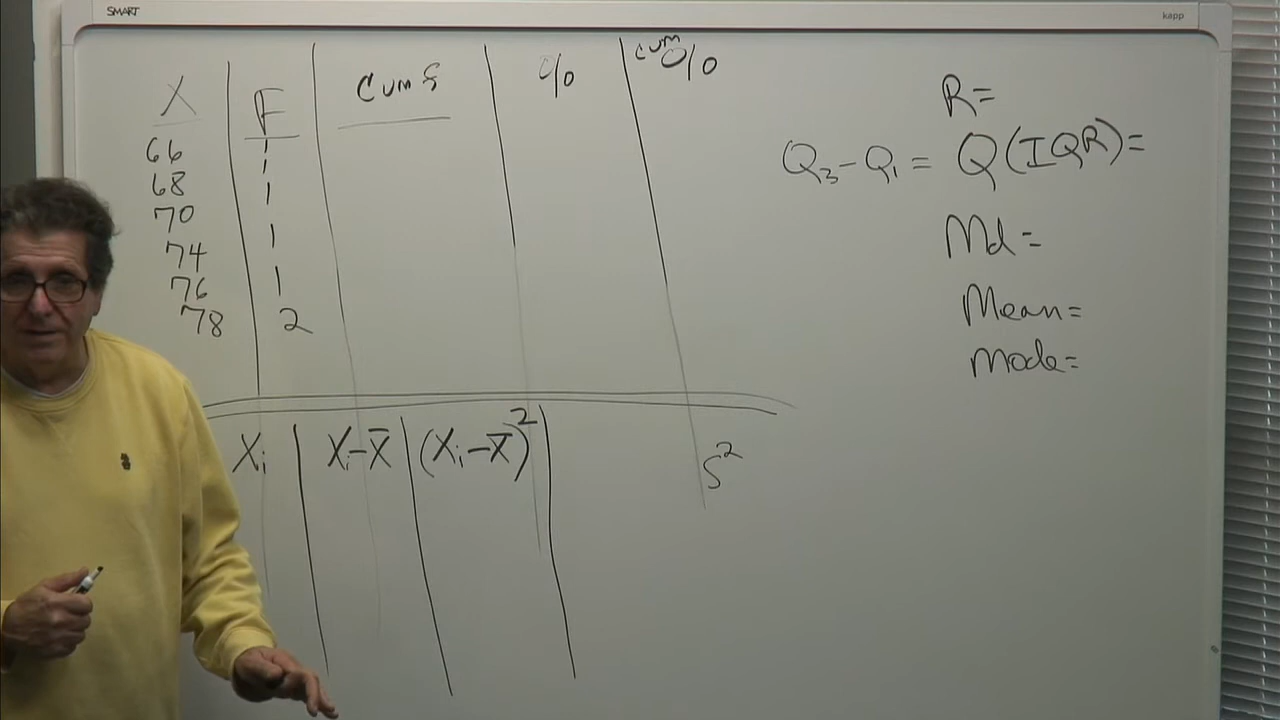 SMART
kapp
X F Cum f % cum %
66 1
68 1
70 1
74 1
76 1
78 2
R=
Q₃-Q₁ = Q(IQR)=
Md =
Mean=
Mode=
Xᵢ Xᵢ-X̄ (Xᵢ-X̄)² S²